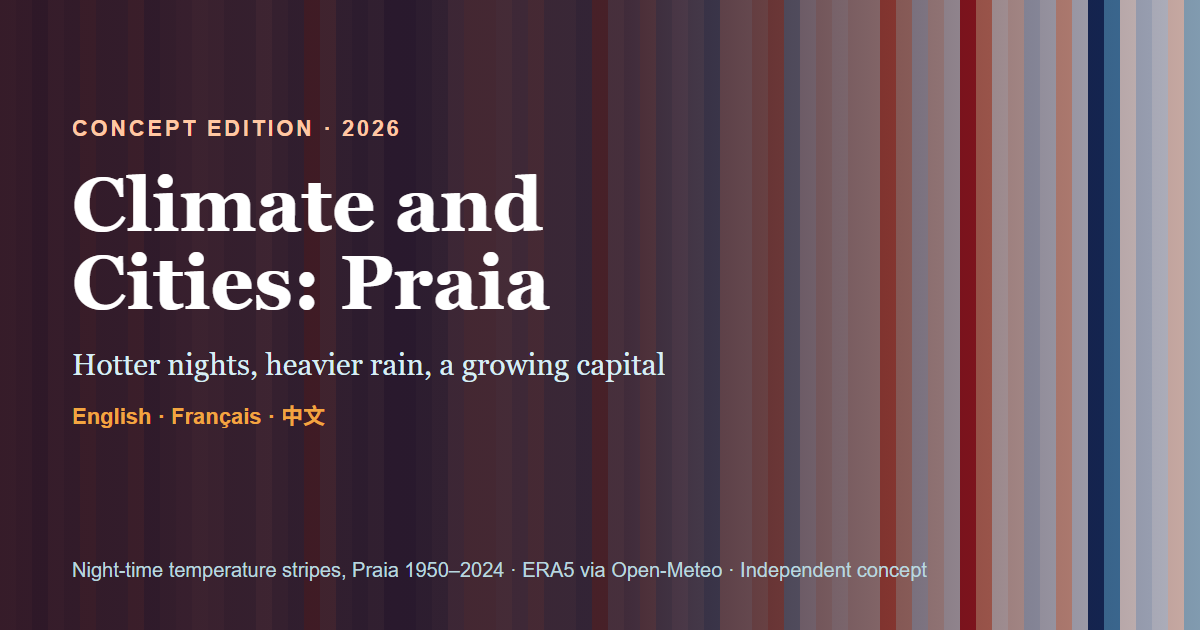 CONCEPT EDITION · 2026
Climate and
Cities: Praia
Hotter nights, heavier rain, a growing capital
English · Français · 中文
Night-time temperature stripes, Praia 1950–2024 · ERA5 via Open-Meteo · Independent concept